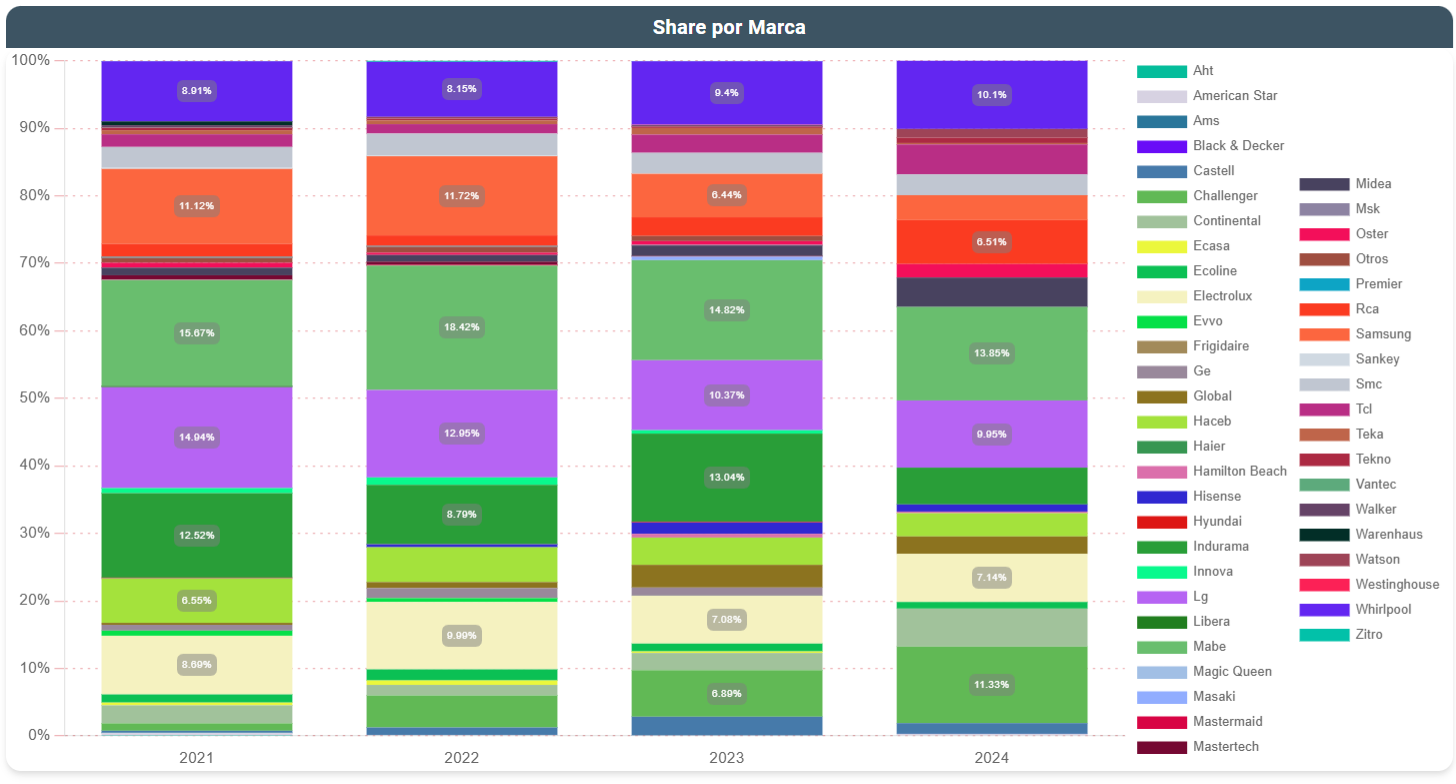 Share por Marca
100%
90%
80%
70%
60%
50%
40%
30%
20%
10%
0%
8.91%
11.12%
15.67%
14.94%
12.52%
6.55%
8.69%
2021
8.15%
11.72%
18.42%
12.95%
8.79%
9.99%
2022
9.4%
6.44%
14.82%
10.37%
13.04%
7.08%
6.89%
2023
10.1%
6.51%
13.85%
9.95%
7.14%
11.33%
2024
Aht
American Star
Ams
Black & Decker
Castell
Challenger
Continental
Ecasa
Ecoline
Electrolux
Evvo
Frigidaire
Ge
Global
Haceb
Haier
Hamilton Beach
Hisense
Hyundai
Indurama
Innova
Lg
Libera
Mabe
Magic Queen
Masaki
Mastermaid
Mastertech
Midea
Msk
Oster
Otros
Premier
Rca
Samsung
Sankey
Smc
Tcl
Teka
Tekno
Vantec
Walker
Warenhaus
Watson
Westinghouse
Whirlpool
Zitro